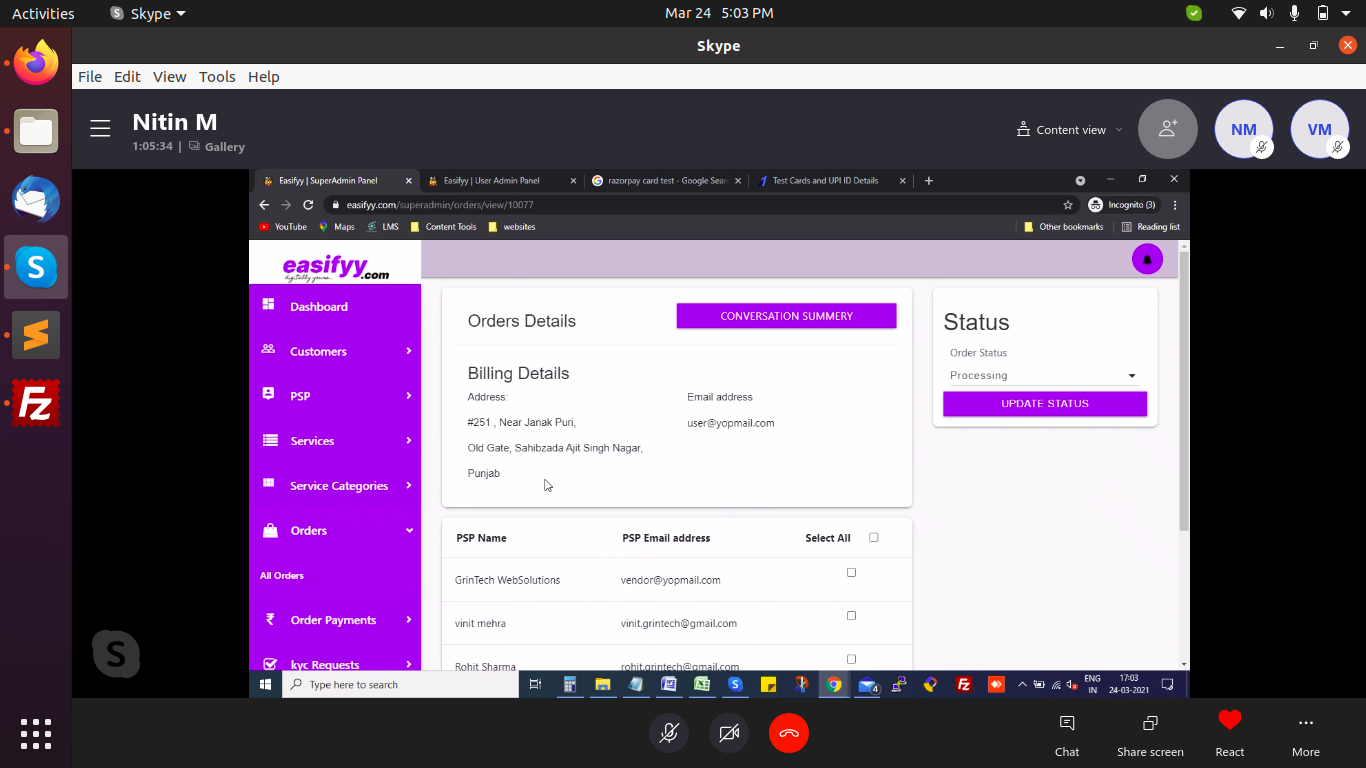 Activities
Skype
Mar 24 5:03 PM
Skype
File Edit View Tools Help
Nitin M
1:05:34 | Gallery
Content view
NM
VM
Easify | SuperAdmin Panel
Easifyy | User Admin Panel
razorpay card test - Google Sear
Test Cards and UPI ID Details
easifyy.com/superadmin/orders/view/10077
Incognito (3)
YouTube
Maps
LMS
Content Tools
websites
Other bookmarks
Reading list
easifyy.com
digitally yours
Dashboard
Customers
PSP
Services
Service Categories
Orders
All Orders
Order Payments
kyc Requests
Orders Details
CONVERSATION SUMMERY
Billing Details
Address:
Email address
#251 , Near Janak Puri,
user@yopmail.com
Old Gate, Sahibzada Ajit Singh Nagar,
Punjab
Status
Order Status
Processing
UPDATE STATUS
PSP Name
PSP Email address
Select All
GrinTech WebSolutions
vendor@yopmail.com
vinit mehra
vinit.grintech@gmail.com
Rohit Sharma
rohit.grintech@gmail.com
Type here to search
4
ENG
IN
17:03
24-03-2021
Chat
Share screen
React
More